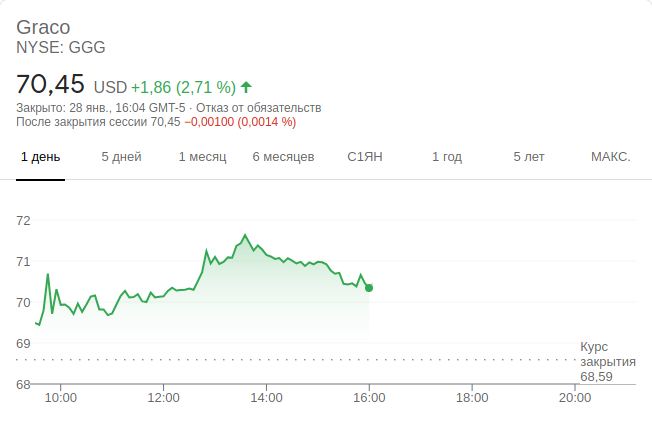 Graco
NYSE: GGG
70,45 USD +1,86 (2,71 %)
Закрыто: 28 янв., 16:04 GMT-5 · Отказ от обязательств
После закрытия сессии 70,45 −0,00100 (0,0014 %)
1 день 5 дней 1 месяц 6 месяцев С1ЯН 1 год 5 лет МАКС.
72
71
70
69
Курс
закрытия
68,59
68
10:00 12:00 14:00 16:00 18:00 20:00